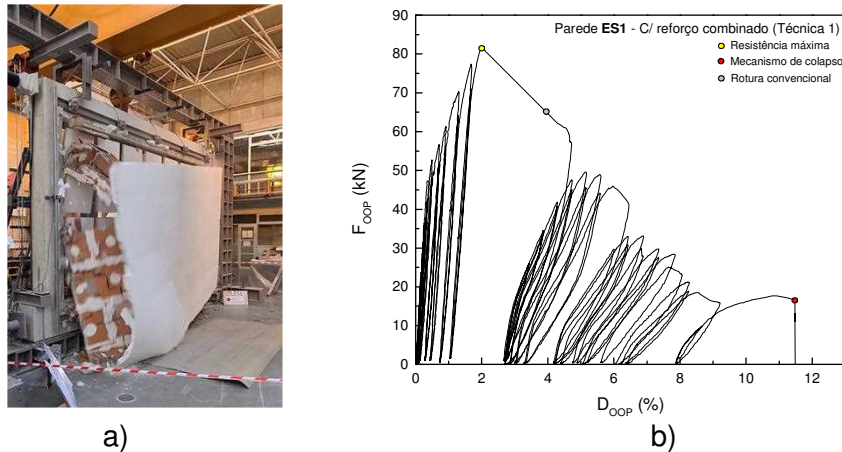 Parede ES1 - C/ reforço combinado (Técnica 1)
Resistência máxima
Mecanismo de colapso
Rotura convencional
90
80
70
60
50
40
30
20
10
0
F_OOP (kN)
0 2 4 6 8 10 12
D_OOP (%)
a) b)